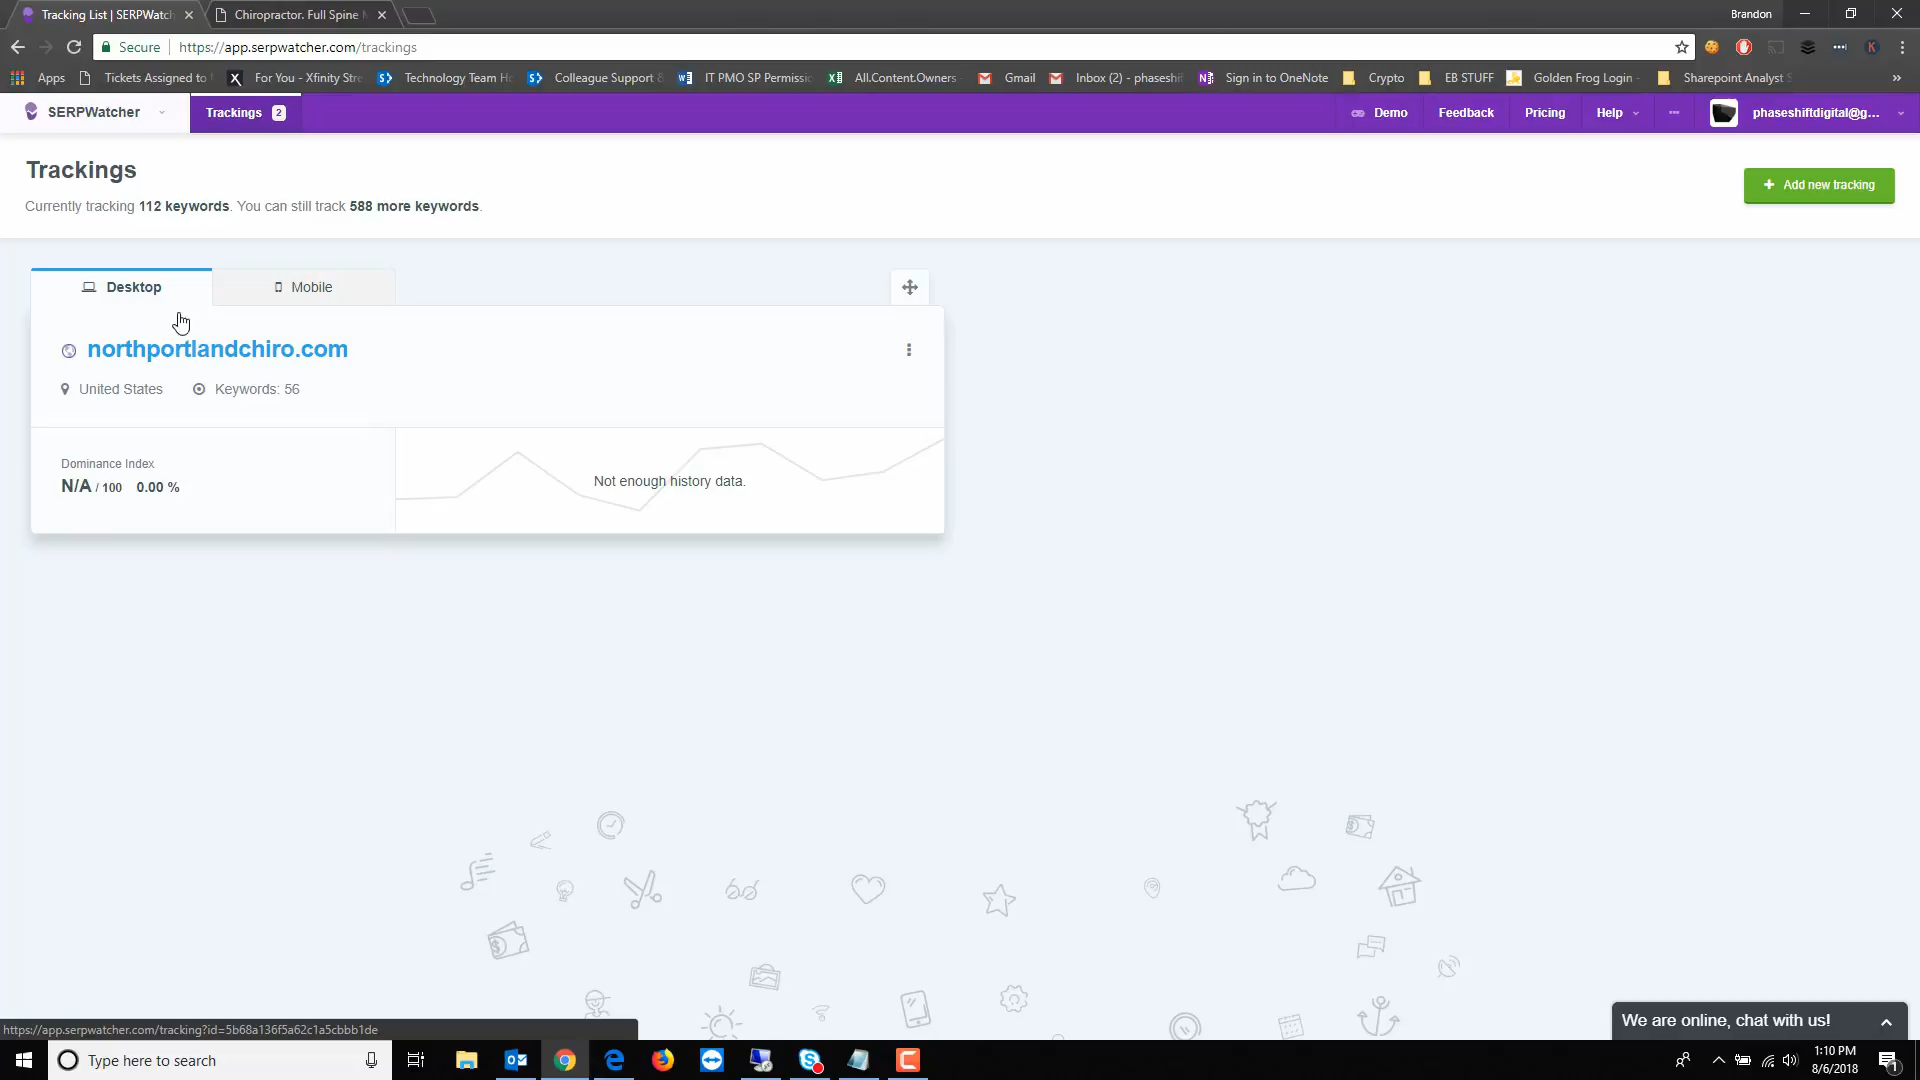 Tracking List | SERPWatch
Chiropractor. Full Spine
Brandon
Secure
https://app.serpwatcher.com/trackings
Apps
Tickets Assigned to
For You - Xfinity Stre
Technology Team H
Colleague Support &
IT PMO SP Permissi
All.Content.Owners
Gmail
Inbox (2) - phaseshi
Sign in to OneNote
Crypto
EB STUFF
Golden Frog Login
Sharepoint Analyst
SERPWatcher
Trackings 2
Demo
Feedback
Pricing
Help
phaseshiftdigital@g...
Trackings
Currently tracking 112 keywords. You can still track 588 more keywords.
+ Add new tracking
Desktop
Mobile
northportlandchiro.com
United States
Keywords: 56
Dominance Index
N/A / 100 0.00 %
Not enough history data.
We are online, chat with us!
https://app.serpwatcher.com/tracking?id=5b68a136f5a62c1a5cbbb1de
Type here to search
1:10 PM
8/6/2018
1